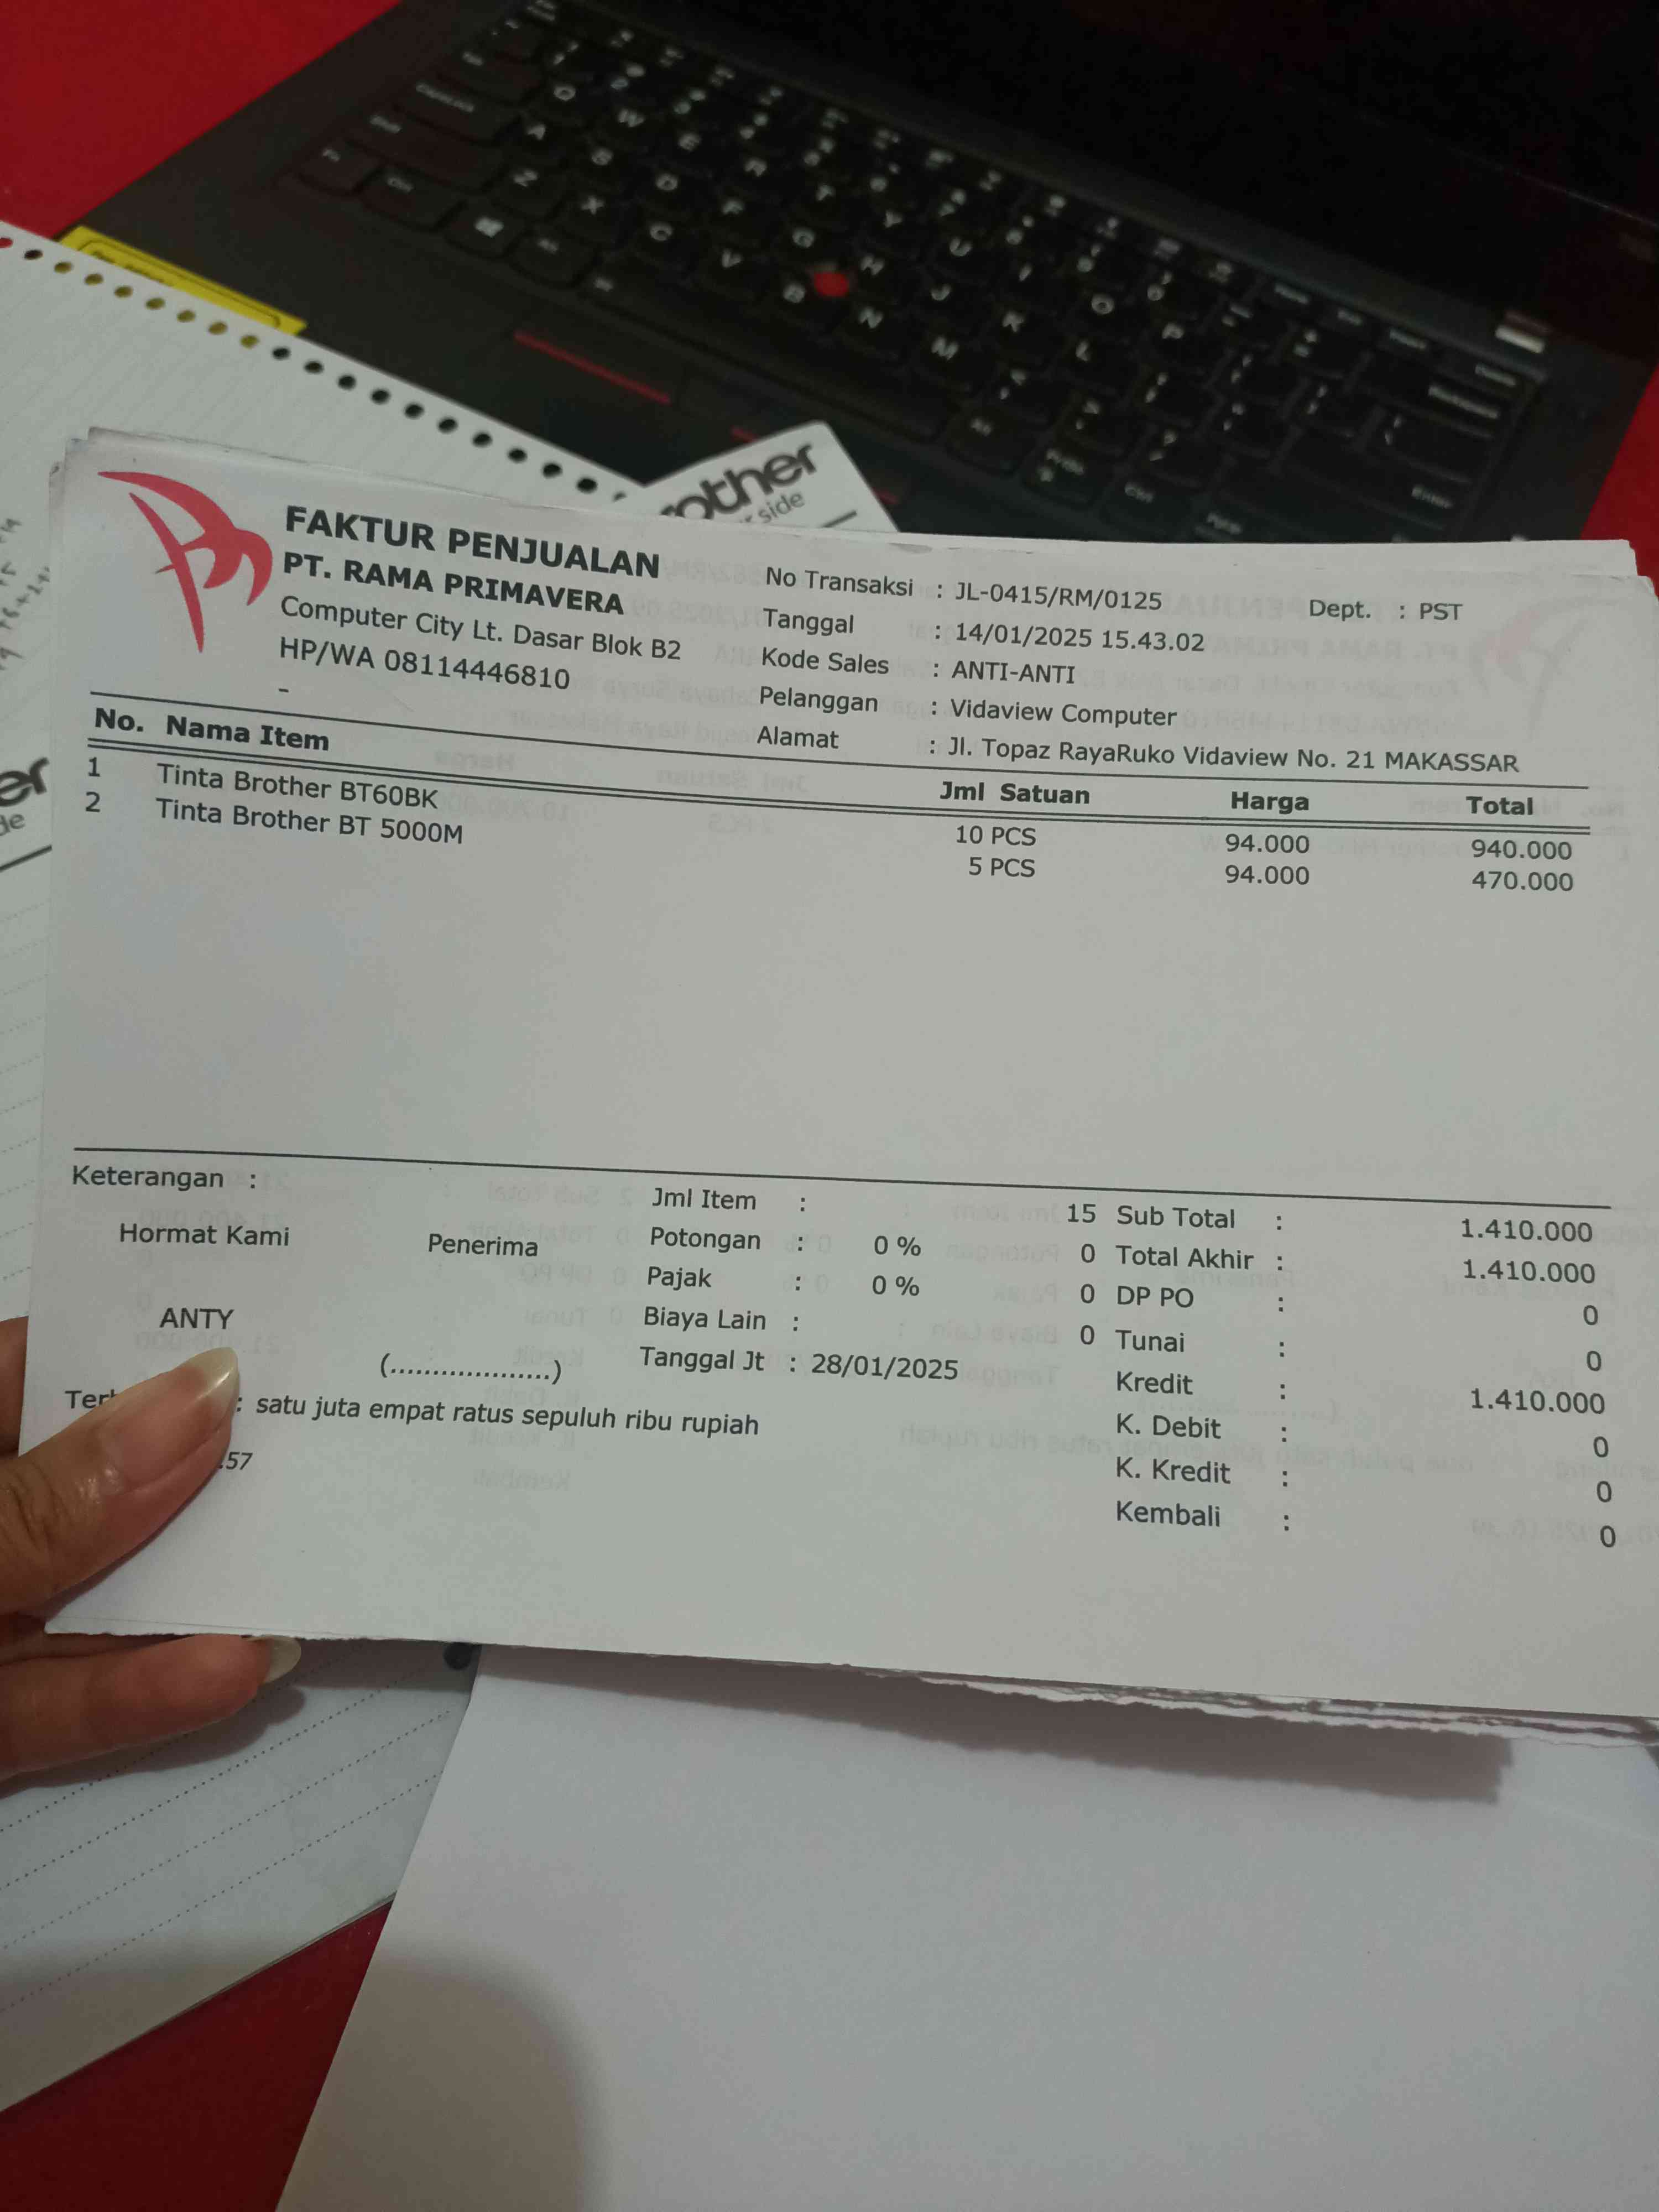 FAKTUR PENJUALAN
PT. RAMA PRIMAVERA
Computer City Lt. Dasar Blok B2
HP/WA 08114446810
-
No Transaksi : JL-0415/RM/0125
Dept. : PST
Tanggal : 14/01/2025 15.43.02
Kode Sales : ANTI-ANTI
Pelanggan : Vidaview Computer
Alamat : Jl. Topaz RayaRuko Vidaview No. 21 MAKASSAR
No. Nama Item Jml Satuan Harga Total
1 Tinta Brother BT60BK 10 PCS 94.000 940.000
2 Tinta Brother BT 5000M 5 PCS 94.000 470.000
Keterangan :
Hormat Kami
Penerima
ANTY
(...................)
Jml Item : 15
Potongan : 0 % 0
Pajak : 0 % 0
Biaya Lain : 0
Tanggal Jt : 28/01/2025
Sub Total : 1.410.000
Total Akhir : 1.410.000
DP PO : 0
Tunai : 0
Kredit : 1.410.000
K. Debit : 0
K. Kredit : 0
Kembali : 0
: satu juta empat ratus sepuluh ribu rupiah
.57